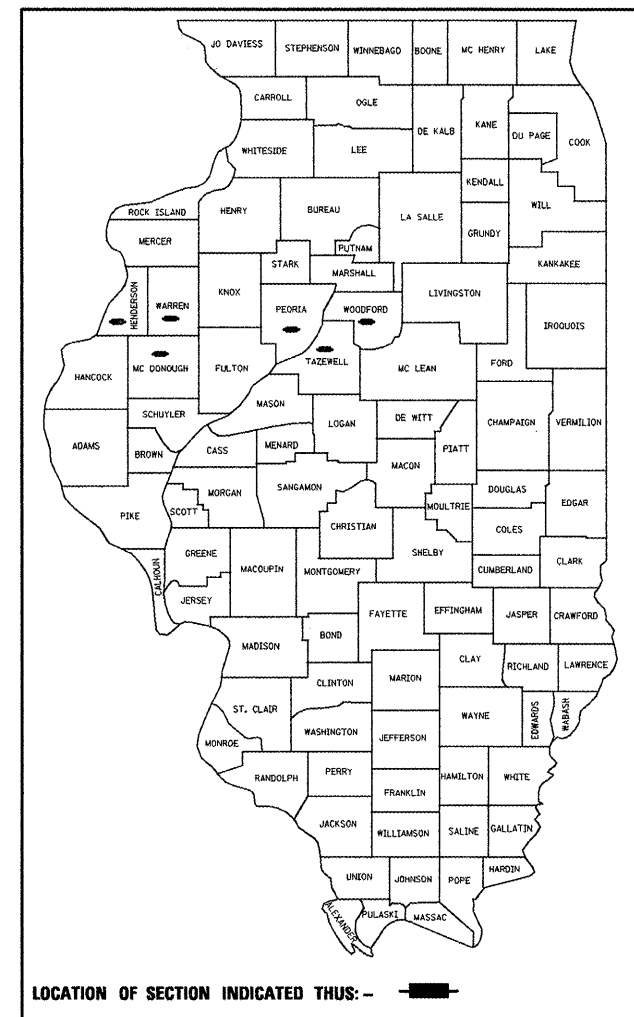 JO DAVIESS STEPHENSON WINNEBAGO BOONE MC HENRY LAKE
CARROLL OGLE DE KALB KANE DU PAGE COOK
WHITESIDE LEE
KENDALL WILL
ROCK ISLAND HENRY BUREAU LA SALLE GRUNDY
MERCER PUTNAM KANKAKEE
STARK MARSHALL
HENDERSON WARREN KNOX PEORIA WOODFORD LIVINGSTON IROQUOIS
TAZEWELL FORD
HANCOCK MC DONOUGH FULTON MC LEAN
SCHUYLER MASON LOGAN DE WITT CHAMPAIGN VERMILION
ADAMS BROWN CASS MENARD PIATT
MACON
PIKE SCOTT MORGAN SANGAMON MOULTRIE DOUGLAS EDGAR
CHRISTIAN COLES
GREENE MACOUPIN MONTGOMERY SHELBY CUMBERLAND CLARK
CALHOUN JERSEY
FAYETTE EFFINGHAM JASPER CRAWFORD
MADISON BOND
CLAY RICHLAND LAWRENCE
CLINTON MARION
ST. CLAIR WAYNE EDWARDS WABASH
WASHINGTON JEFFERSON
MONROE
RANDOLPH PERRY HAMILTON WHITE
FRANKLIN
JACKSON WILLIAMSON SALINE GALLATIN
UNION JOHNSON POPE HARDIN
ALEXANDER PULASKI MASSAC
LOCATION OF SECTION INDICATED THUS: –